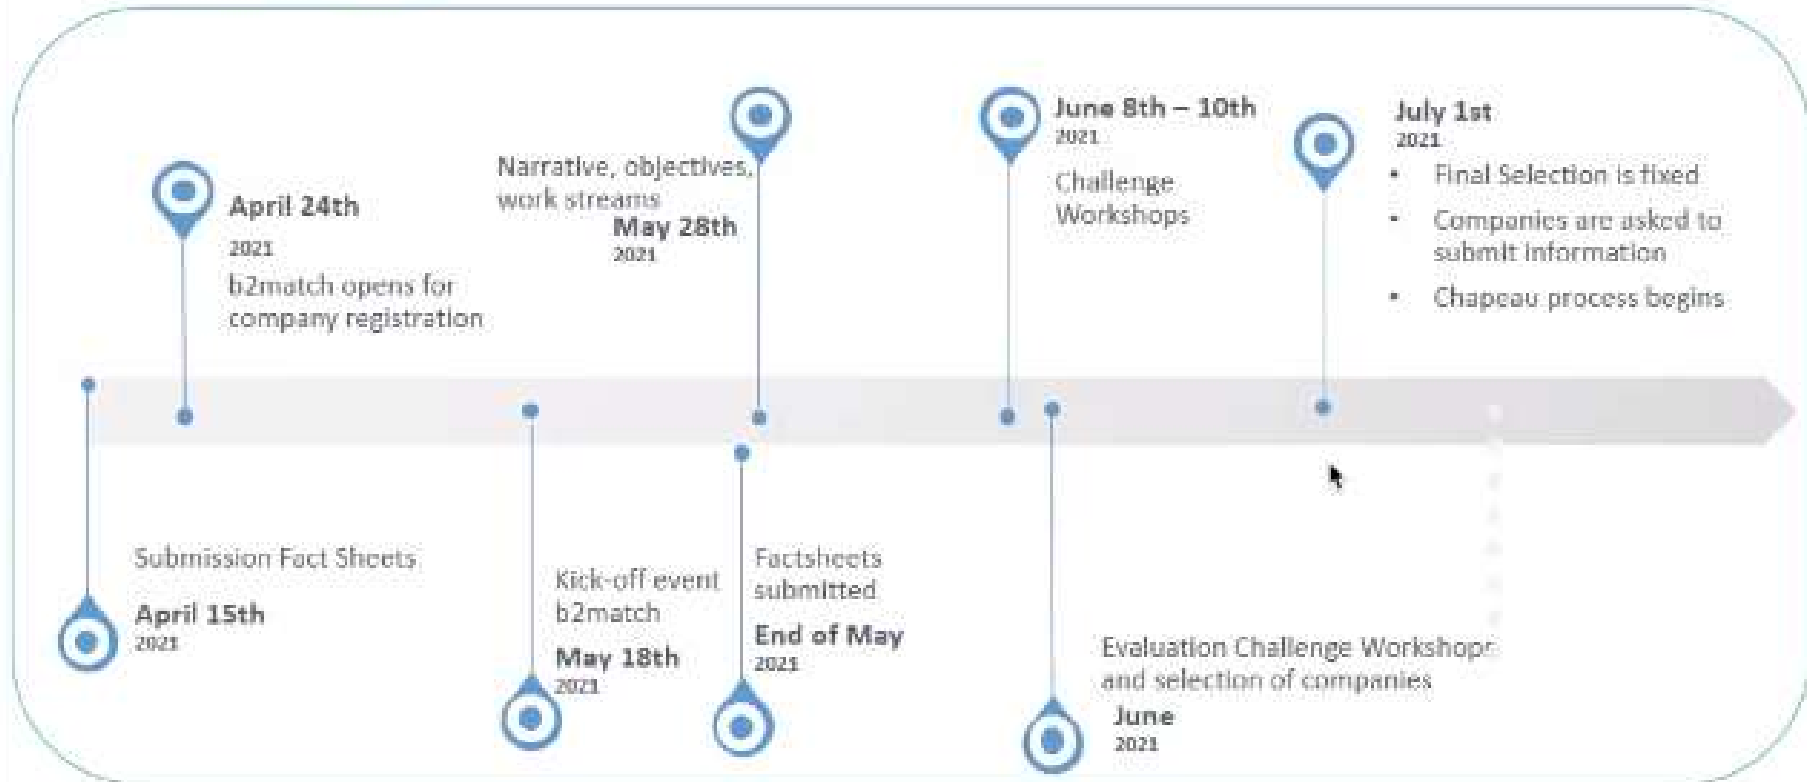 April 24th
2021
b2match opens for
company registration
Narrative, objectives,
work streams
May 28th
2021
June 8th – 10th
2021
Challenge
Workshops
July 1st
2021
• Final Selection is fixed
• Companies are asked to
submit information
• Chapeau process begins
Submission Fact Sheets
April 15th
2021
Kick-off event
b2match
May 18th
2021
Factsheets
submitted
End of May
2021
Evaluation Challenge Workshops
and selection of companies
June
2021